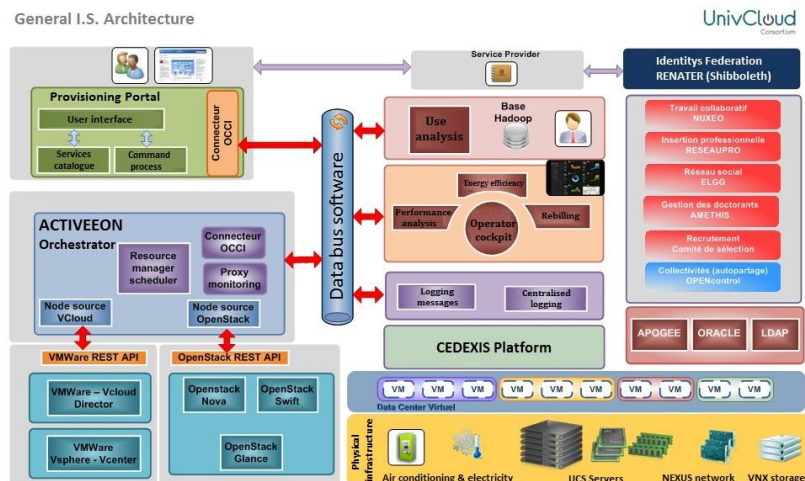 General I.S. Architecture
UnivCloud
Consortium
Service Provider
Identitys Federation
RENATER (Shibboleth)
Provisioning Portal
User interface
Services
catalogue
Command
process
Connecteur
OCCI
Data bus software
Use
analysis
Base
Hadoop
Energy efficiency
Performance
analysis
Operator
cockpit
Rebilling
Logging
messages
Centralised
logging
CEDEXIS Platform
Travail collaboratif
NUXEO
Insertion professionnelle
RESEAUPRO
Réseau social
ELGG
Gestion des doctorants
AMETHIS
Recrutement
Comité de sélection
Collectivités (autopartage)
OPENcontrol
APOGEE
ORACLE
LDAP
ACTIVEEON
Orchestrator
Resource
manager
scheduler
Connecteur
OCCI
Proxy
monitoring
Node source
VCloud
Node source
OpenStack
VMWare REST API
OpenStack REST API
VMWare – Vcloud
Director
VMWare
Vsphere - Vcenter
Openstack
Nova
OpenStack
Swift
OpenStack
Glance
VM VM VM VM VM VM VM VM VM VM
Data Center Virtuel
Physical
infrastructure
Air conditioning & electricity
UCS Servers
NEXUS network
VNX storage